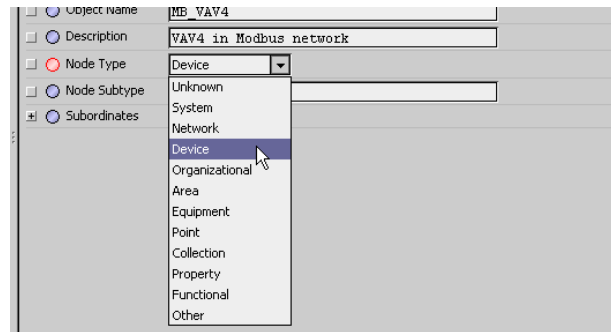 Object Name MB_VAV4
Description VAV4 in Modbus network
Node Type Device
Node Subtype
Subordinates
Unknown
System
Network
Device
Organizational
Area
Equipment
Point
Collection
Property
Functional
Other